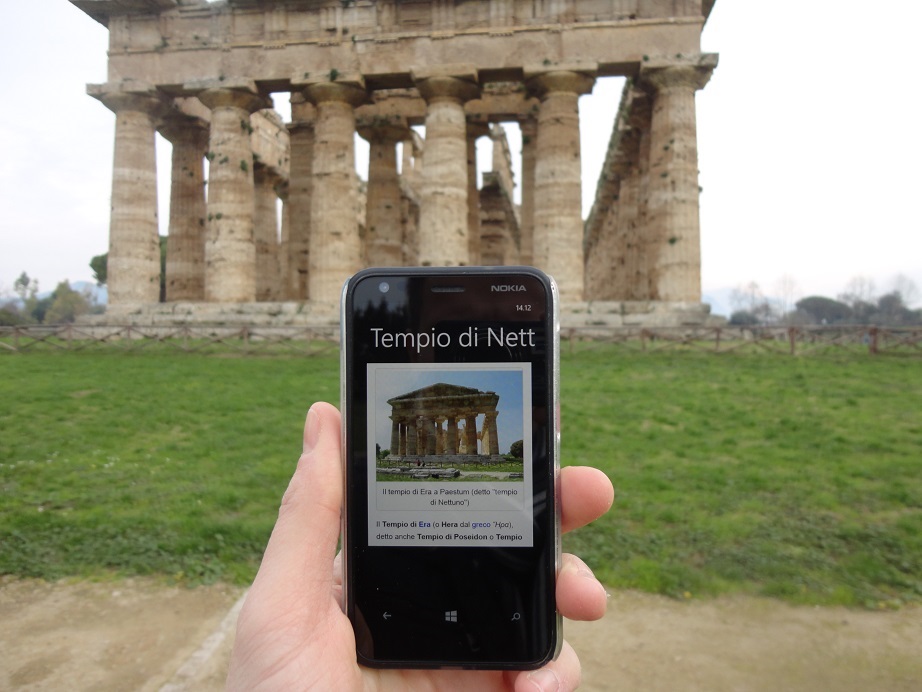 NOKIA
14.12
Tempio di Nett
Il tempio di Era a Paestum (detto "tempio
di Nettuno")
Il Tempio di Era (o Hera dal greco Ἥρα),
detto anche Tempio di Poseidon o Tempio